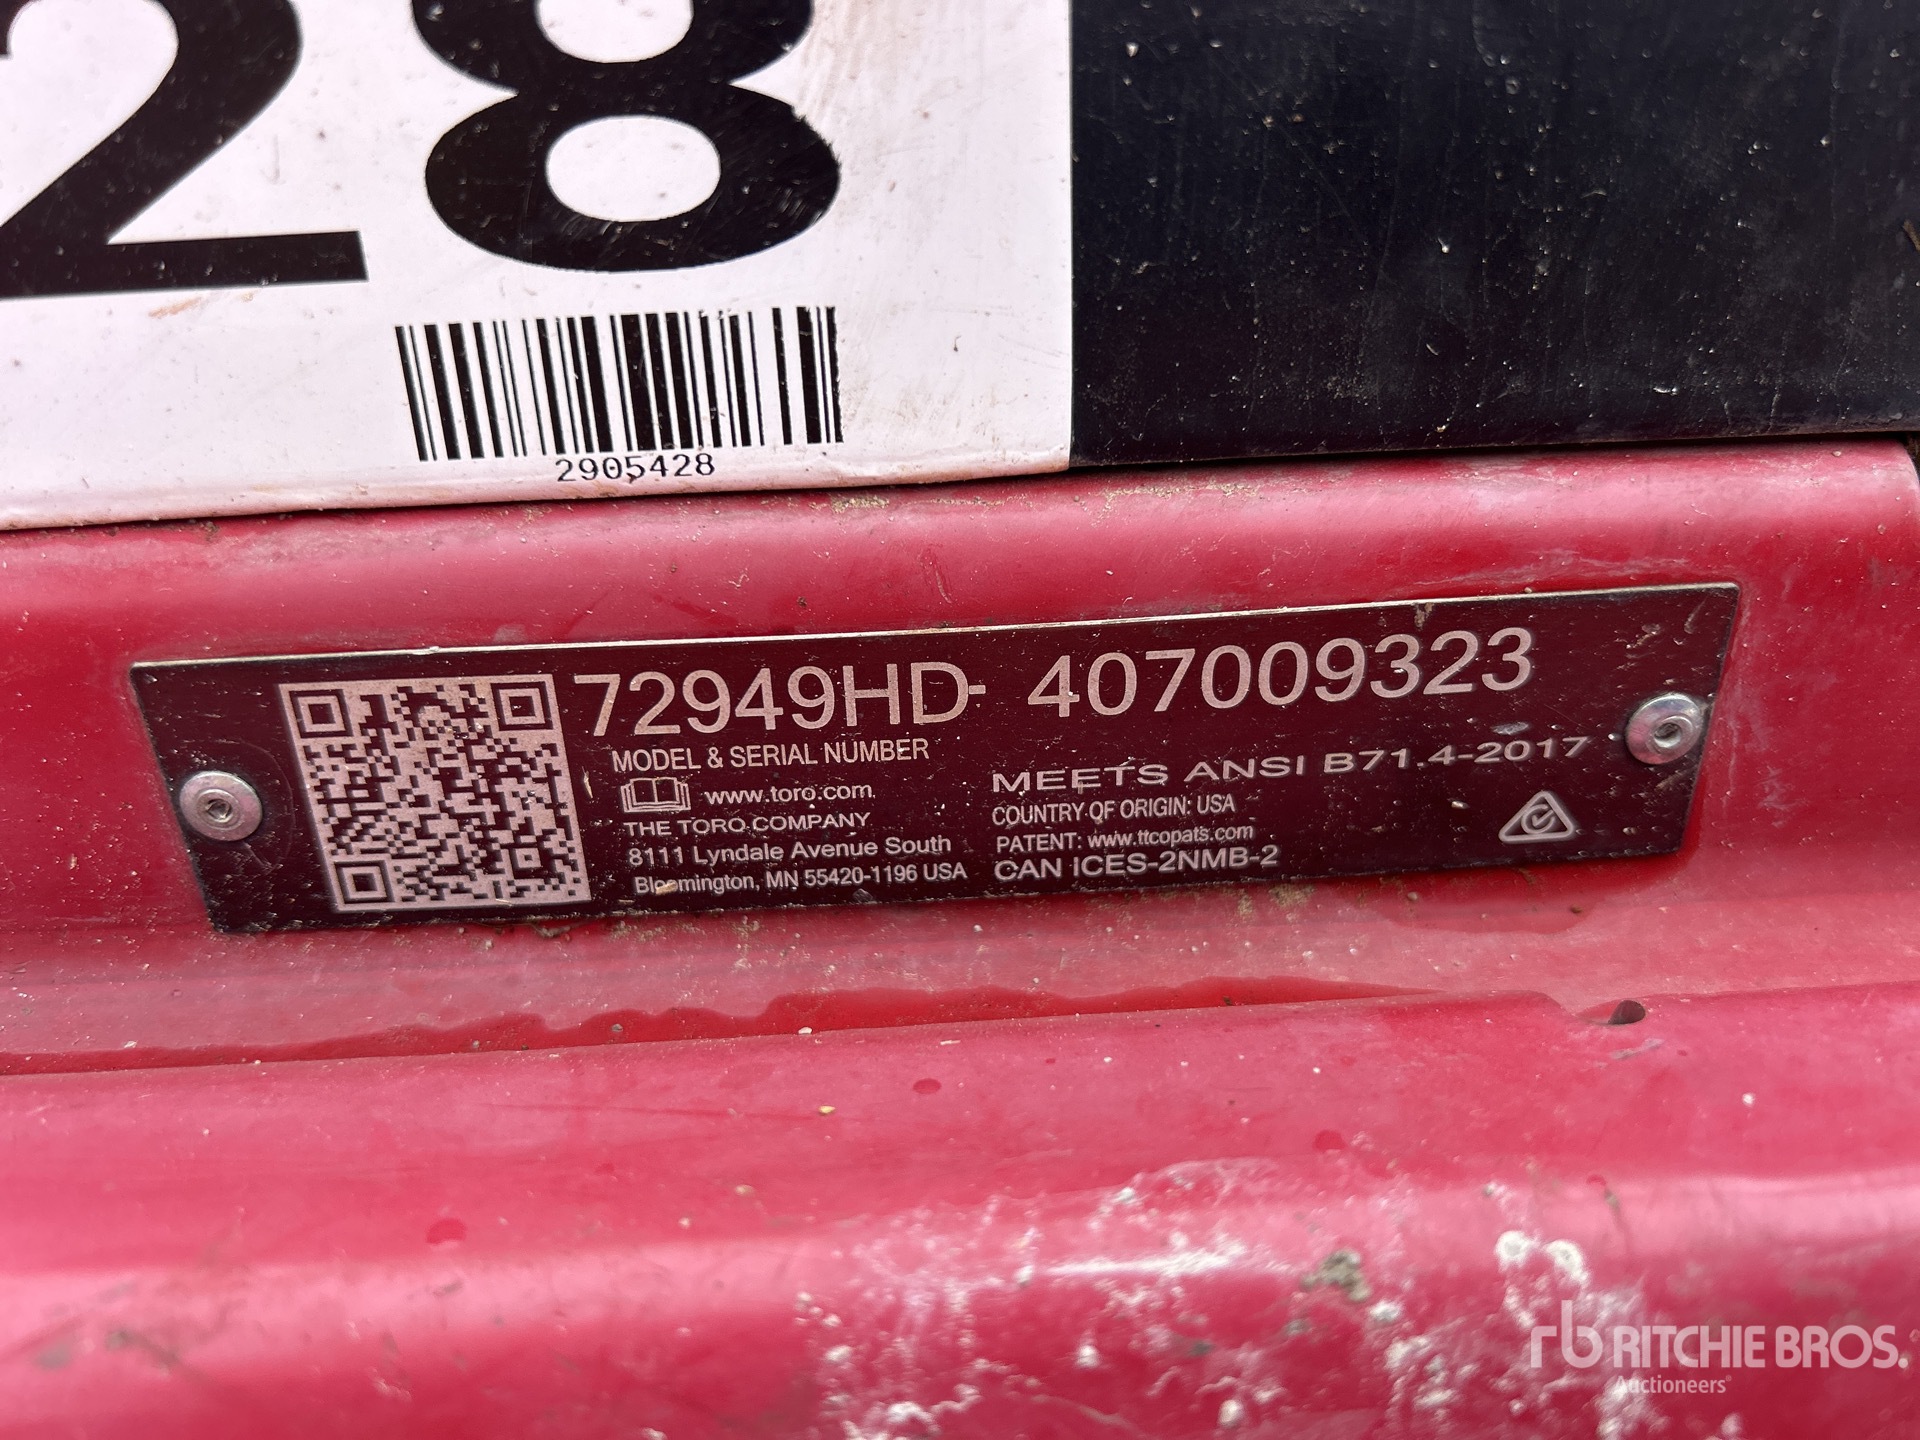 28
2905428
72949HD- 407009323
MODEL & SERIAL NUMBER
www.toro.com
THE TORO COMPANY
8111 Lyndale Avenue South
Bloomington, MN 55420-1196 USA
MEETS ANSI B71.4-2017
COUNTRY OF ORIGIN: USA
PATENT: www.ttcopats.com
CAN ICES-2NMB-2
rb RITCHIE BROS.
Auctioneers